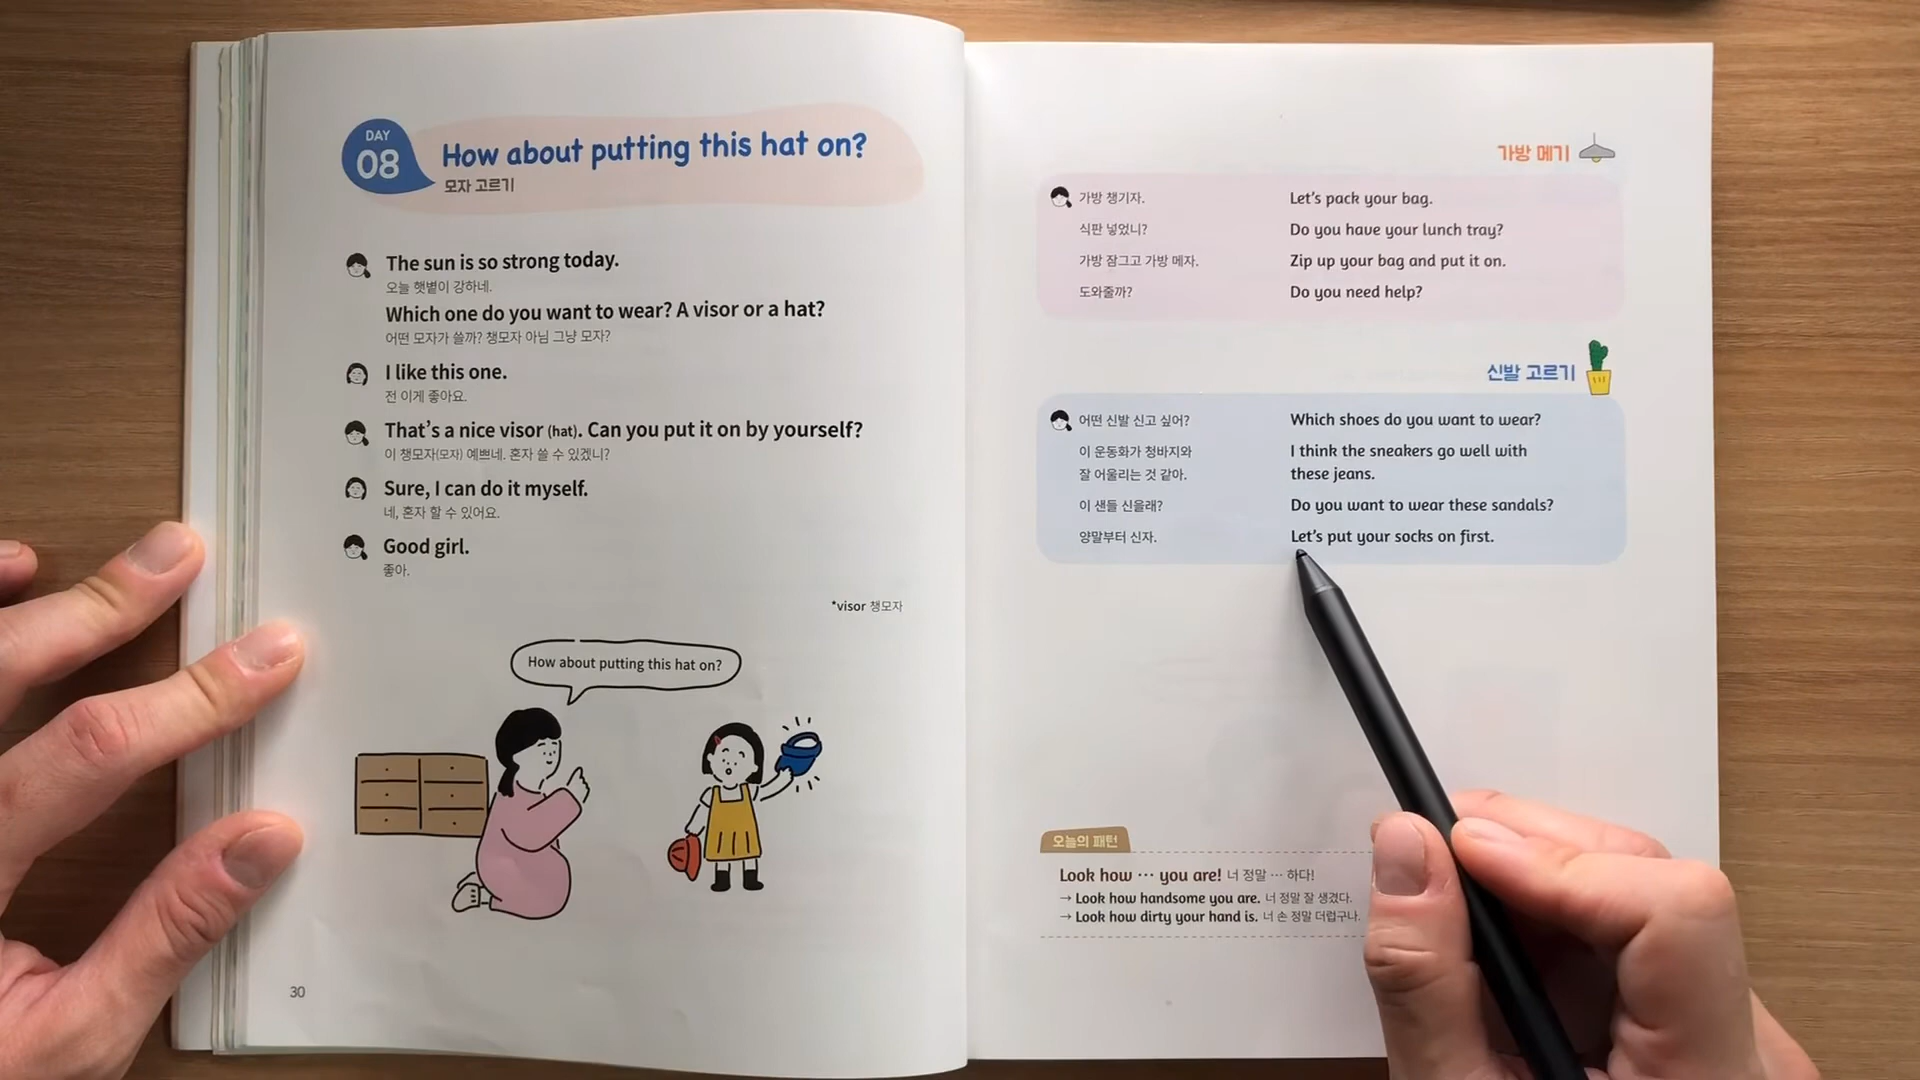 DAY
08
How about putting this hat on?
모자 고르기
The sun is so strong today.
오늘 햇볕이 강하네.
Which one do you want to wear? A visor or a hat?
어떤 모자가 쓸까? 챙모자 아님 그냥 모자?
I like this one.
전 이게 좋아요.
That's a nice visor (hat). Can you put it on by yourself?
이 챙모자(모자) 예쁘네. 혼자 쓸 수 있겠니?
Sure, I can do it myself.
네, 혼자 할 수 있어요.
Good girl.
좋아.
*visor 챙모자
How about putting this hat on?
30
가방 메기
가방 챙기자. Let's pack your bag.
식판 넣었니? Do you have your lunch tray?
가방 잠그고 가방 메자. Zip up your bag and put it on.
도와줄까? Do you need help?
신발 고르기
어떤 신발 신고 싶어? Which shoes do you want to wear?
이 운동화가 청바지와 I think the sneakers go well with
잘 어울리는 것 같아. these jeans.
이 샌들 신을래? Do you want to wear these sandals?
양말부터 신자. Let's put your socks on first.
오늘의 패턴
Look how ··· you are! 너 정말 ··· 하다!
→ Look how handsome you are. 너 정말 잘 생겼다.
→ Look how dirty your hand is. 너 손 정말 더럽구나.